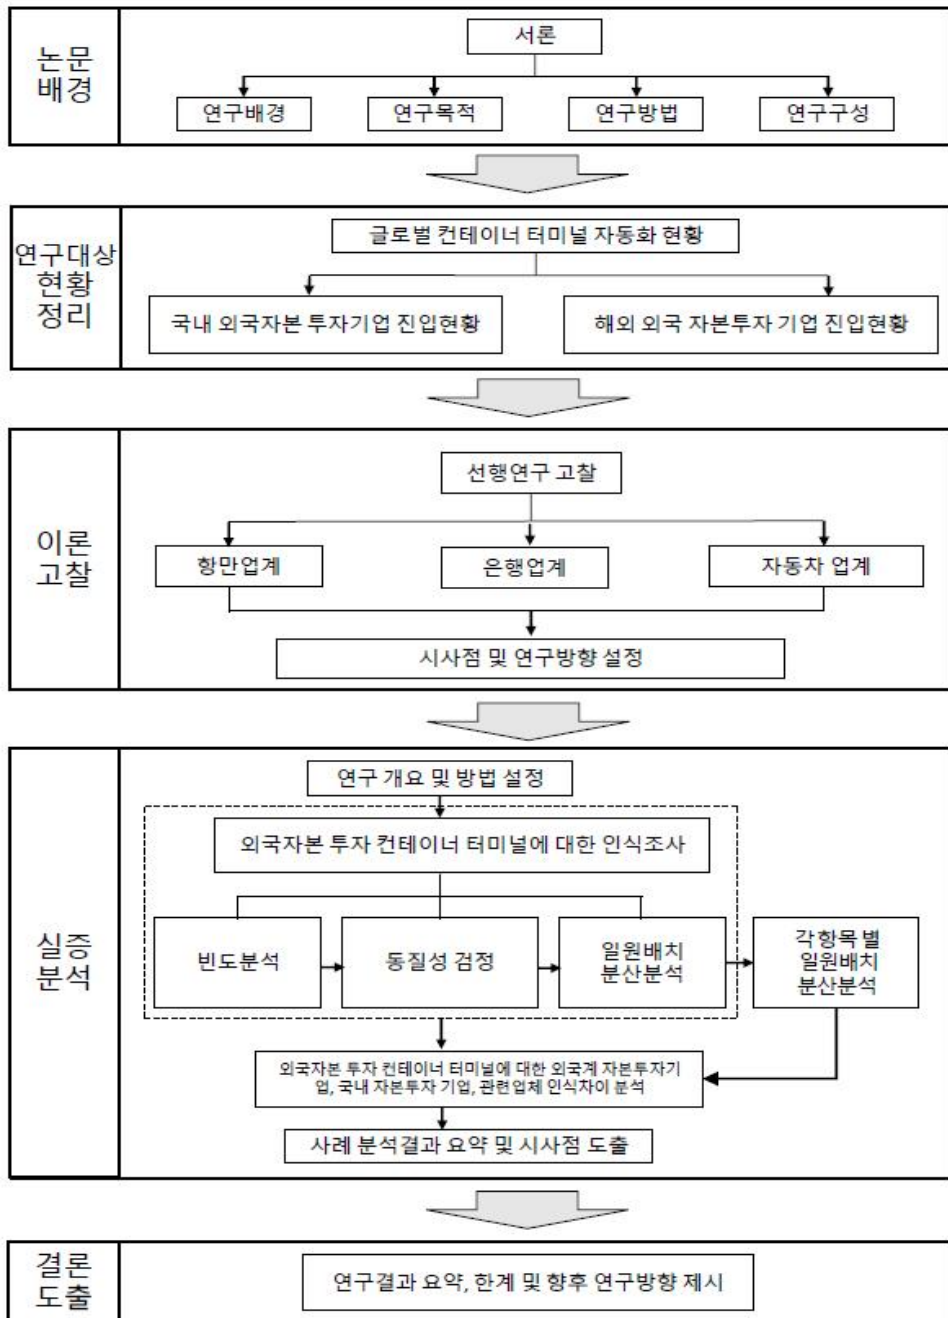 논문
배경
서론
연구배경
연구목적
연구방법
연구구성
연구대상
현황
정리
글로벌 컨테이너 터미널 자동화 현황
국내 외국자본 투자기업 진입현황
해외 외국 자본투자 기업 진입현황
이론
고찰
선행연구 고찰
항만업계
은행업계
자동차 업계
시사점 및 연구방향 설정
실증
분석
연구 개요 및 방법 설정
외국자본 투자 컨테이너 터미널에 대한 인식조사
빈도분석
동질성 검정
일원배치
분산분석
각항목별
일원배치
분산분석
외국자본 투자 컨테이너 터미널에 대한 외국계 자본투자기
업, 국내 자본투자 기업, 관련업체 인식차이 분석
사례 분석결과 요약 및 시사점 도출
결론
도출
연구결과 요약, 한계 및 향후 연구방향 제시